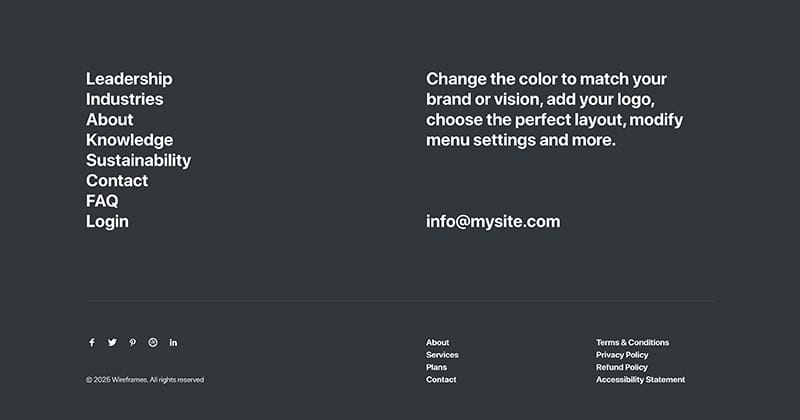 Leadership
Industries
About
Knowledge
Sustainability
Contact
FAQ
Login
Change the color to match your
brand or vision, add your logo,
choose the perfect layout, modify
menu settings and more.
info@mysite.com
© 2025 Wireframes. All rights reserved
About
Services
Plans
Contact
Terms & Conditions
Privacy Policy
Refund Policy
Accessibility Statement